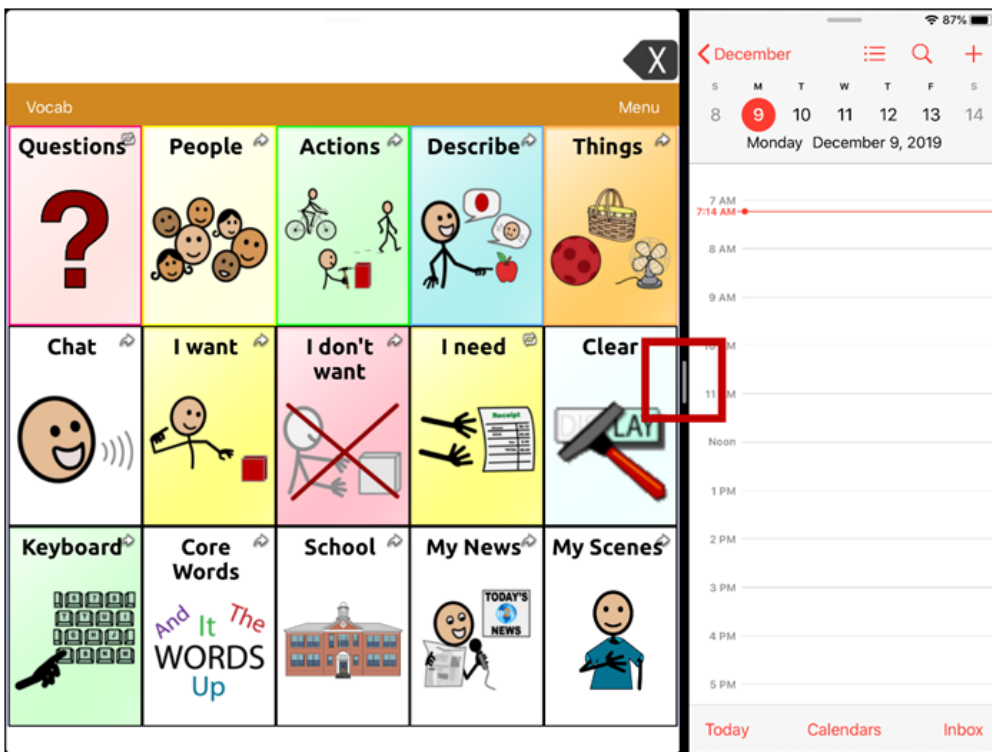 X
Vocab Menu
Questions People Actions Describe Things
?
Chat I want I don't I need Clear
want
Receipt
DISPLAY
Keyboard Core School My News My Scenes
Words
TODAY'S
NEWS
And It The
WORDS
Up
87%
December
S M T W T F S
8 9 10 11 12 13 14
Monday December 9, 2019
7 AM
7:14 AM
8 AM
9 AM
Noon
1 PM
2 PM
3 PM
4 PM
5 PM
Today Calendars Inbox